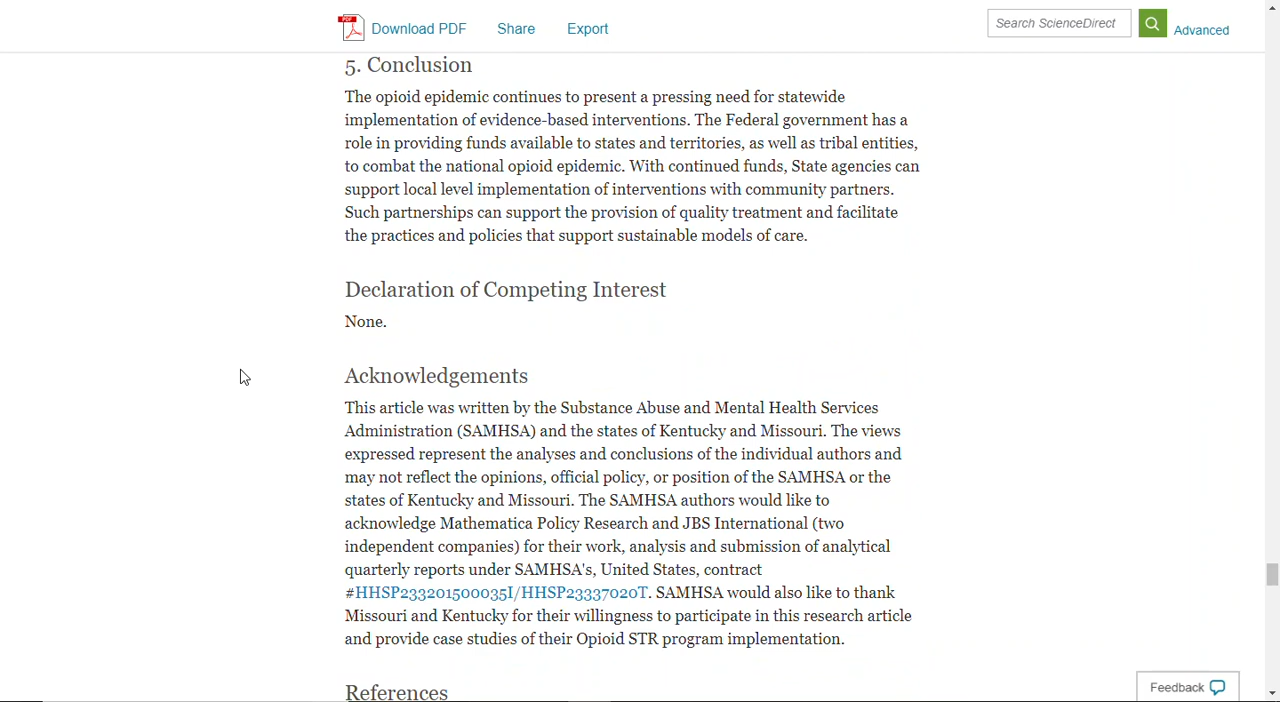 PDF
Download PDF
Share
Export
Search ScienceDirect
Advanced
5. Conclusion
The opioid epidemic continues to present a pressing need for statewide
implementation of evidence-based interventions. The Federal government has a
role in providing funds available to states and territories, as well as tribal entities,
to combat the national opioid epidemic. With continued funds, State agencies can
support local level implementation of interventions with community partners.
Such partnerships can support the provision of quality treatment and facilitate
the practices and policies that support sustainable models of care.
Declaration of Competing Interest
None.
Acknowledgements
This article was written by the Substance Abuse and Mental Health Services
Administration (SAMHSA) and the states of Kentucky and Missouri. The views
expressed represent the analyses and conclusions of the individual authors and
may not reflect the opinions, official policy, or position of the SAMHSA or the
states of Kentucky and Missouri. The SAMHSA authors would like to
acknowledge Mathematica Policy Research and JBS International (two
independent companies) for their work, analysis and submission of analytical
quarterly reports under SAMHSA's, United States, contract
#HHSP233201500035I/HHSP23337020T. SAMHSA would also like to thank
Missouri and Kentucky for their willingness to participate in this research article
and provide case studies of their Opioid STR program implementation.
References
Feedback